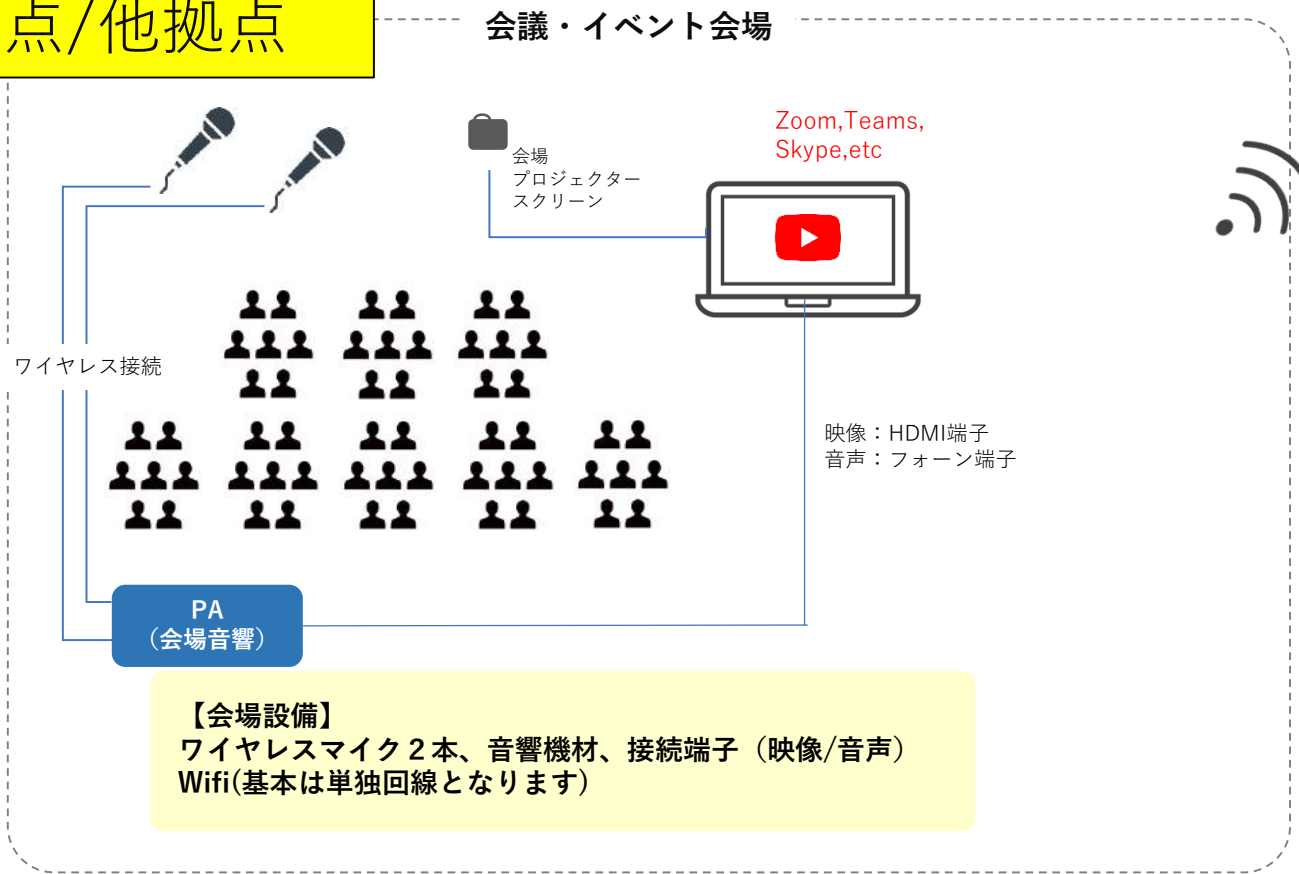 点/他拠点
会議・イベント会場
Zoom,Teams,
Skype,etc
会場
プロジェクター
スクリーン
ワイヤレス接続
映像：HDMI端子
音声：フォーン端子
PA
（会場音響）
【会場設備】
ワイヤレスマイク２本、音響機材、接続端子（映像/音声）
Wifi(基本は単独回線となります)